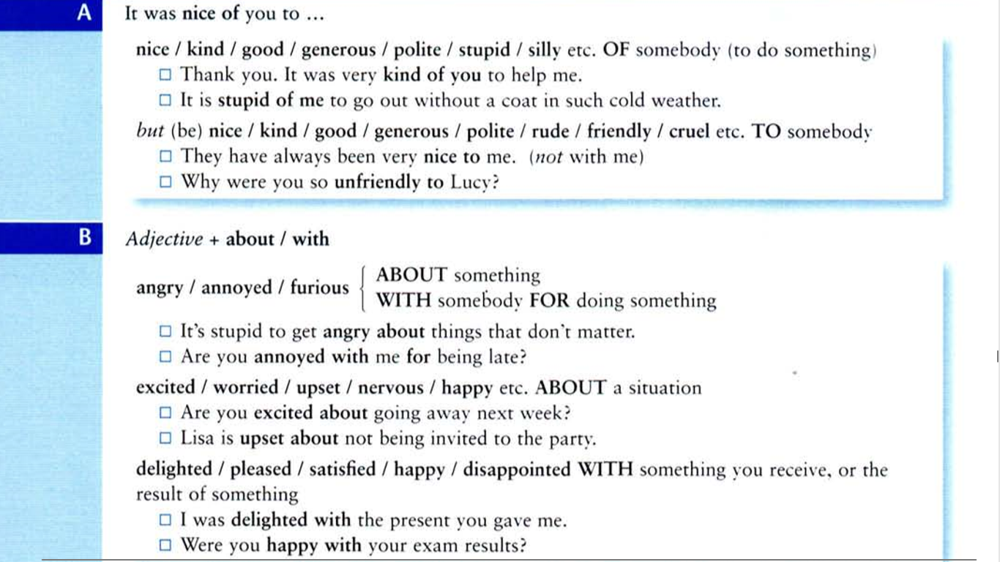 A
It was nice of you to ...
nice / kind / good / generous / polite / stupid / silly etc. OF somebody (to do something)
□ Thank you. It was very kind of you to help me.
□ It is stupid of me to go out without a coat in such cold weather.
but (be) nice / kind / good / generous / polite / rude / friendly / cruel etc. TO somebody
□ They have always been very nice to me. (not with me)
□ Why were you so unfriendly to Lucy?
B
Adjective + about / with
angry / annoyed / furious
ABOUT something
WITH somebody FOR doing something
□ It's stupid to get angry about things that don't matter.
□ Are you annoyed with me for being late?
excited / worried / upset / nervous / happy etc. ABOUT a situation
□ Are you excited about going away next week?
□ Lisa is upset about not being invited to the party.
delighted / pleased / satisfied / happy / disappointed WITH something you receive, or the
result of something
□ I was delighted with the present you gave me.
□ Were you happy with your exam results?